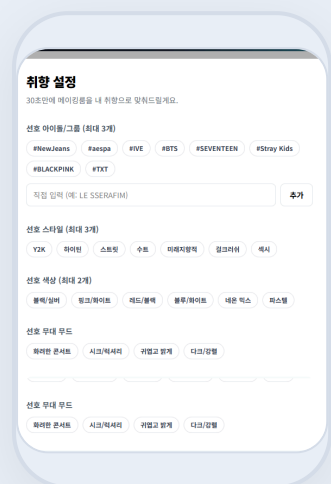 취향 설정
30초만에 메이킹룸을 내 취향으로 맞춰드릴게요.
선호 아이돌/그룹 (최대 3개)
#NewJeans #aespa #IVE #BTS #SEVENTEEN #Stray Kids
#BLACKPINK #TXT
직접 입력 (예: LE SSERAFIM) 추가
선호 스타일 (최대 3개)
Y2K 하이틴 스트릿 수트 미래지향적 걸크러쉬 섹시
선호 색상 (최대 2개)
블랙/실버 핑크/화이트 레드/블랙 블루/화이트 네온 믹스 파스텔
선호 무대 무드
화려한 콘서트 시크/럭셔리 귀엽고 밝게 다크/강렬
선호 무대 무드
화려한 콘서트 시크/럭셔리 귀엽고 밝게 다크/강렬